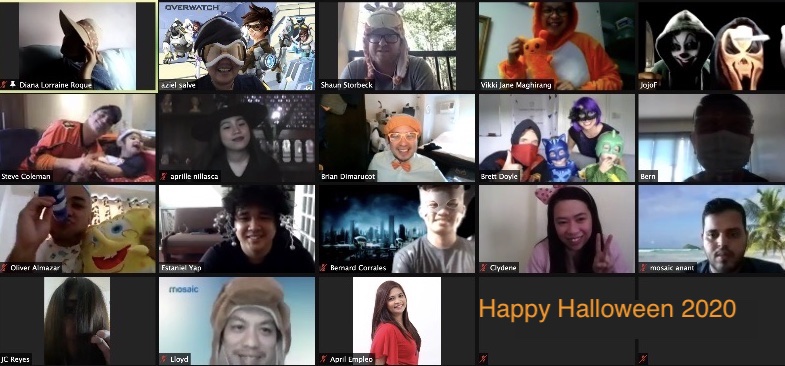 OVERWATCH
Diana Lorraine Roque
aziel salve
Shaun Storbeck
Vikki Jane Maghirang
JojoF
Steve Coleman
aprille nillasca
Brian Dimarucot
Brett Doyle
Bern
Oliver Almazar
Estaniel Yap
Bernard Corrales
Clydene
mosaic anant
mosaic
JC Reyes
Lloyd
April Empleo
Happy Halloween 2020